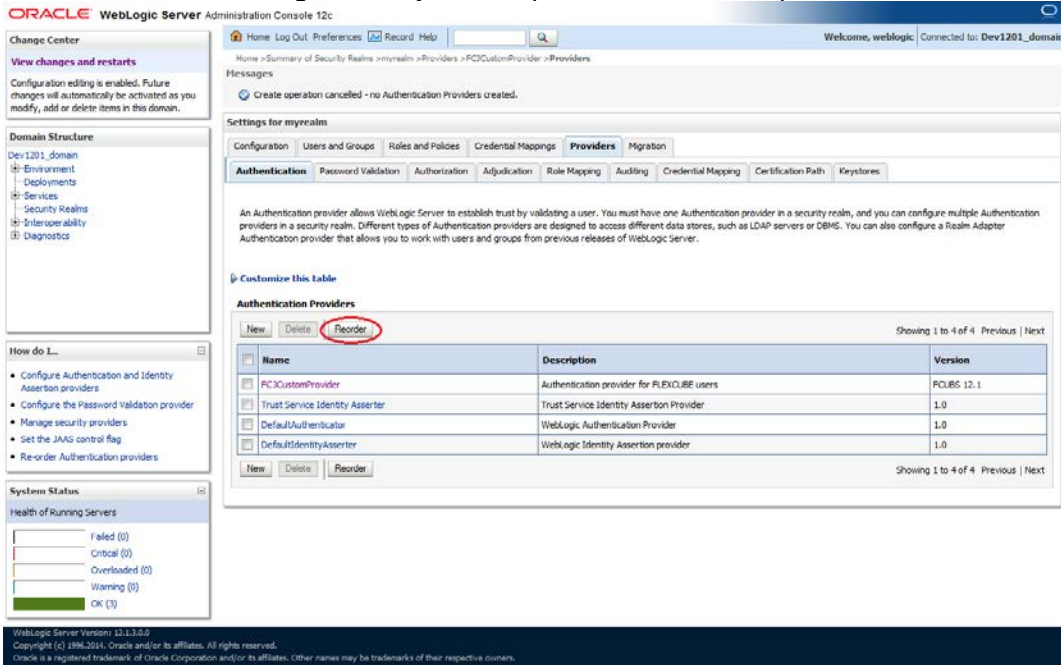 ORACLE WebLogic Server Administration Console 12c
Change Center
View changes and restarts
Configuration editing is enabled. Future
changes will automatically be activated as you
modify, add or delete items in this domain.
Domain Structure
Dev1201_domain
Environment
Deployments
Services
Security Realms
Interoperability
Diagnostics
How do I...
Configure Authentication and Identity
Assertion providers
Configure the Password Validation provider
Manage security providers
Set the JAAS control flag
Re-order Authentication providers
System Status
Health of Running Servers
Failed (0)
Critical (0)
Overloaded (0)
Warning (0)
OK (3)
Home Log Out Preferences Record Help
Welcome, weblogic Connected to: Dev1201_domain
Home >Summary of Security Realms >myrealm >Providers >FCJCustomProvider >Providers
Messages
Create operation cancelled - no Authentication Providers created.
Settings for myrealm
Configuration Users and Groups Roles and Policies Credential Mappings Providers Migration
Authentication Password Validation Authorization Adjudication Role Mapping Auditing Credential Mapping Certification Path Keystores
An Authentication provider allows WebLogic Server to establish trust by validating a user. You must have one Authentication provider in a security realm, and you can configure multiple Authentication
providers in a security realm. Different types of Authentication providers are designed to access different data stores, such as LDAP servers or DBMS. You can also configure a Realm Adapter
Authentication provider that allows you to work with users and groups from previous releases of WebLogic Server.
Customize this table
Authentication Providers
New Delete Reorder Showing 1 to 4 of 4 Previous | Next
Name Description Version
FCJCustomProvider Authentication provider for FLEXCUBE users FCUBS 12.1
Trust Service Identity Asserter Trust Service Identity Assertion Provider 1.0
DefaultAuthenticator WebLogic Authentication Provider 1.0
DefaultIdentityAsserter WebLogic Identity Assertion provider 1.0
New Delete Reorder Showing 1 to 4 of 4 Previous | Next
WebLogic Server Version: 12.1.3.0.0
Copyright (c) 1996,2014, Oracle and/or its affiliates. All rights reserved.
Oracle is a registered trademark of Oracle Corporation and/or its affiliates. Other names may be trademarks of their respective owners.